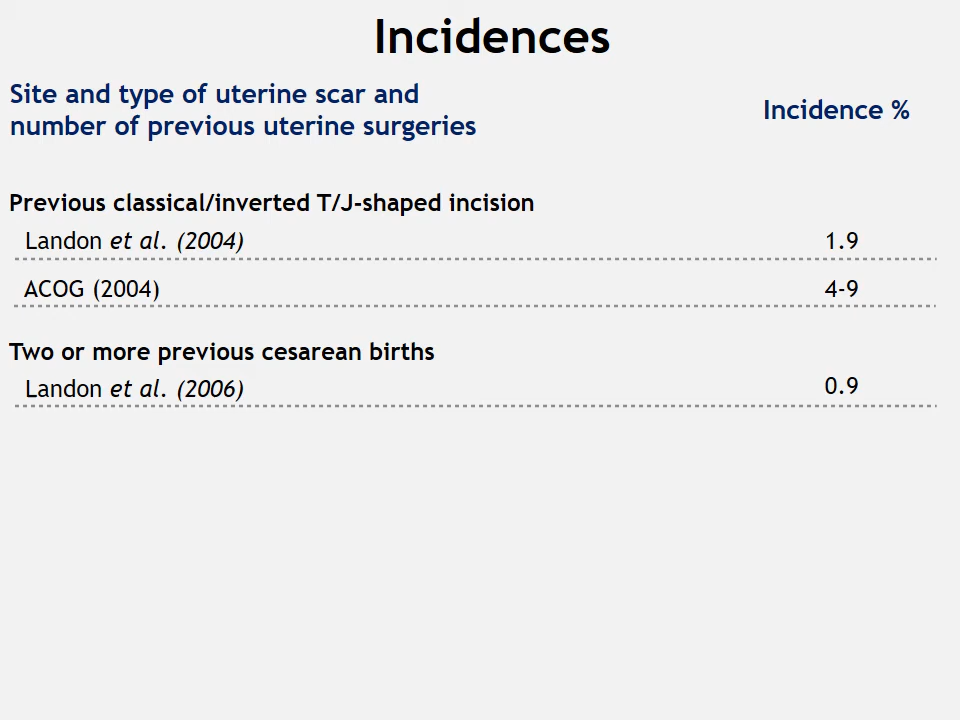 Incidences
Site and type of uterine scar and
number of previous uterine surgeries
Incidence %
Previous classical/inverted T/J-shaped incision
Landon et al. (2004) 1.9
ACOG (2004) 4-9
Two or more previous cesarean births
Landon et al. (2006) 0.9